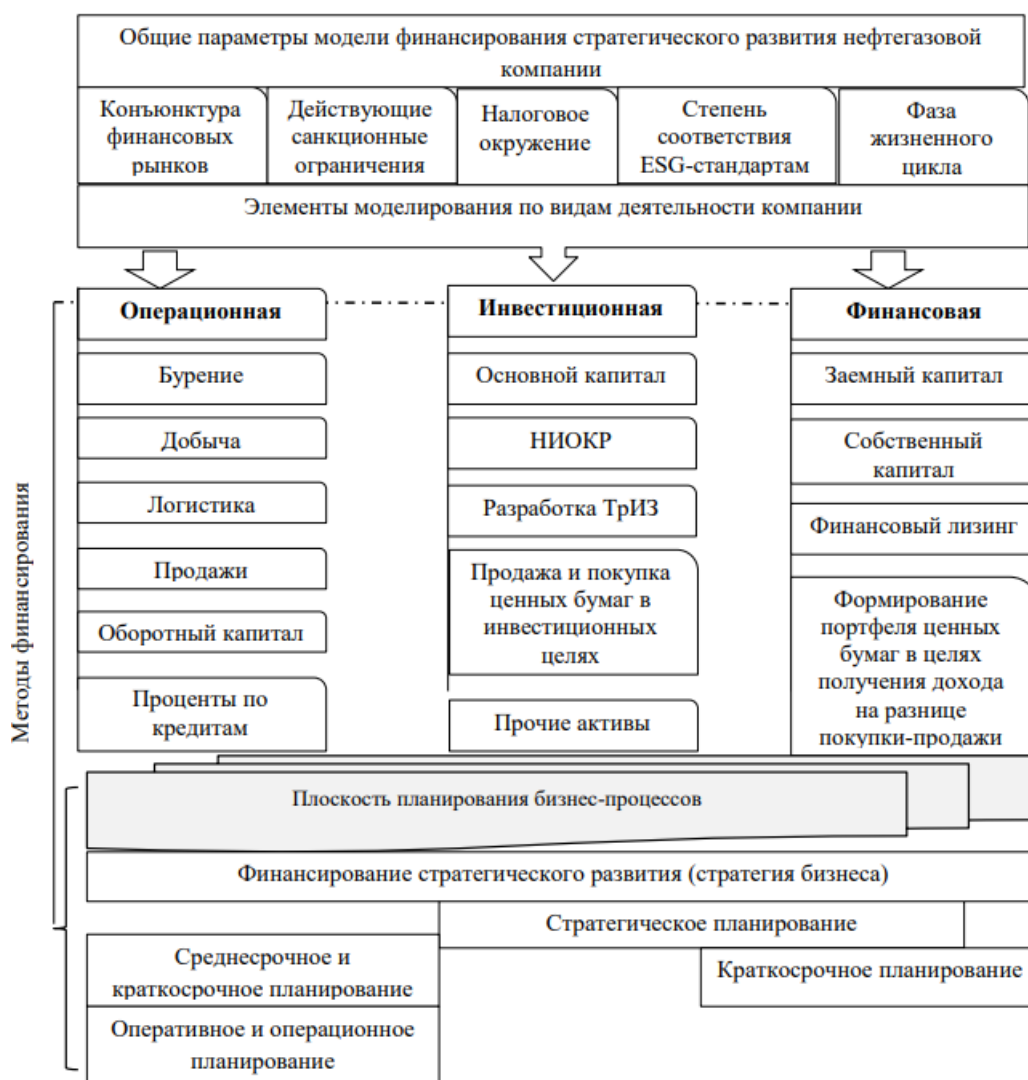 Общие параметры модели финансирования стратегического развития нефтегазовой
компании
Конъюнктура
финансовых
рынков
Действующие
санкционные
ограничения
Налоговое
окружение
Степень
соответствия
ESG-стандартам
Фаза
жизненного
цикла
Элементы моделирования по видам деятельности компании
Методы финансирования
Операционная
Бурение
Добыча
Логистика
Продажи
Оборотный капитал
Проценты по
кредитам
Инвестиционная
Основной капитал
НИОКР
Разработка ТрИЗ
Продажа и покупка
ценных бумаг в
инвестиционных
целях
Прочие активы
Финансовая
Заемный капитал
Собственный
капитал
Финансовый лизинг
Формирование
портфеля ценных
бумаг в целях
получения дохода
на разнице
покупки-продажи
Плоскость планирования бизнес-процессов
Финансирование стратегического развития (стратегия бизнеса)
Стратегическое планирование
Среднесрочное и
краткосрочное планирование
Краткосрочное планирование
Оперативное и операционное
планирование